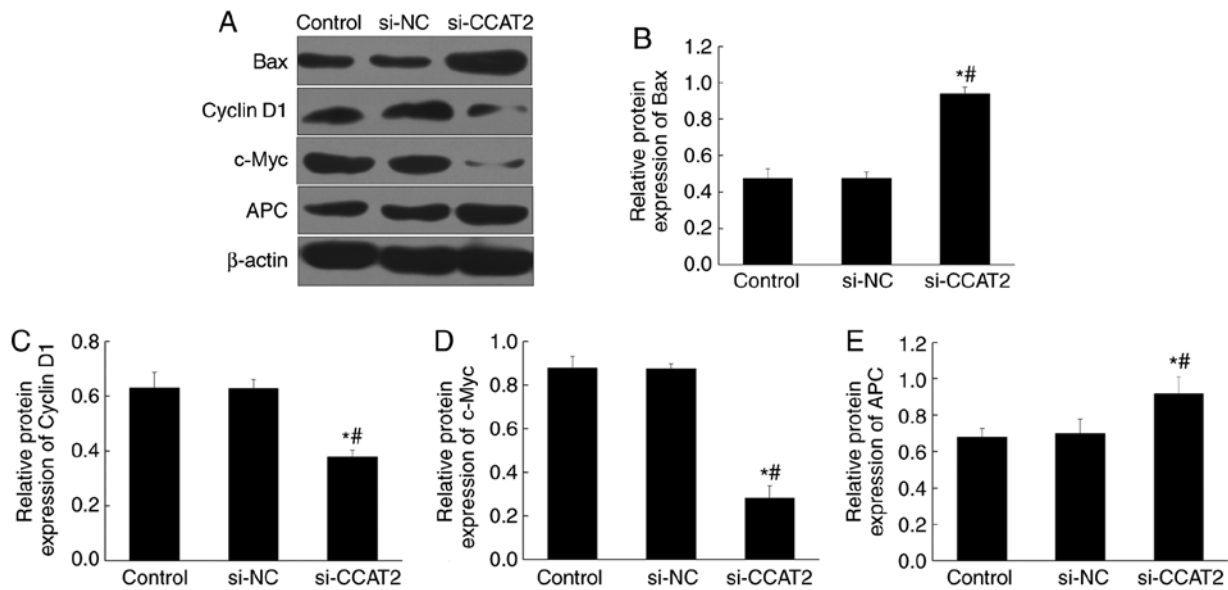 A
Control si-NC si-CCAT2
Bax
Cyclin D1
c-Myc
APC
β-actin
B
Relative protein
expression of Bax
1.2
1.0
0.8
0.6
0.4
0.2
0.0
*#
Control si-NC si-CCAT2
C
Relative protein
expression of Cyclin D1
0.8
0.6
0.4
0.2
0.0
*#
Control si-NC si-CCAT2
D
Relative protein
expression of c-Myc
1.0
0.8
0.6
0.4
0.2
0.0
*#
Control si-NC si-CCAT2
E
Relative protein
expression of APC
1.2
1.0
0.8
0.6
0.4
0.2
0.0
*#
Control si-NC si-CCAT2